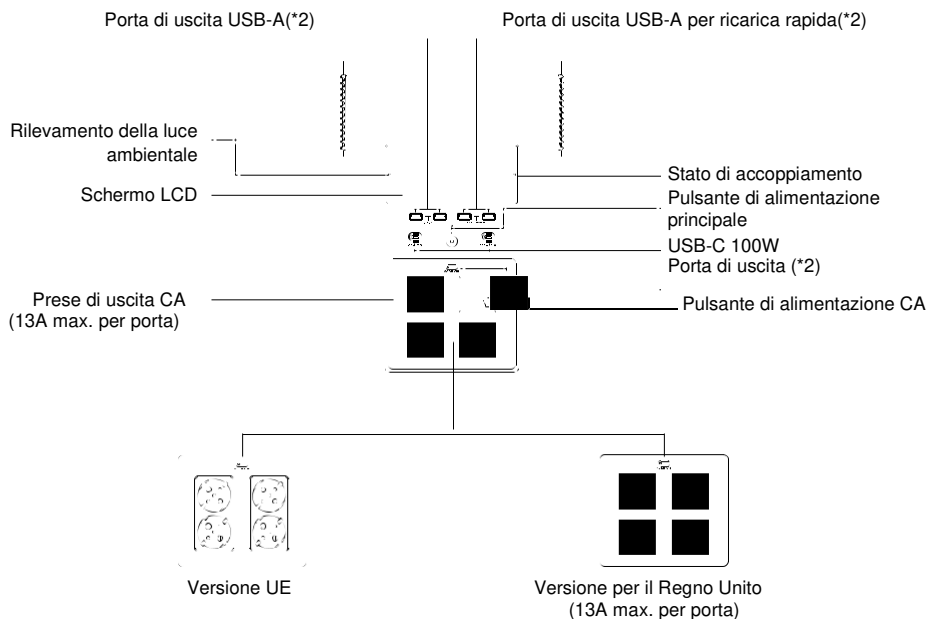 Porta di uscita USB-A(*2)
Porta di uscita USB-A per ricarica rapida(*2)
Rilevamento della luce
ambientale
Schermo LCD
Stato di accoppiamento
Pulsante di alimentazione
principale
USB-C 100W
Porta di uscita (*2)
Prese di uscita CA
(13A max. per porta)
Pulsante di alimentazione CA
Versione UE
Versione per il Regno Unito
(13A max. per porta)